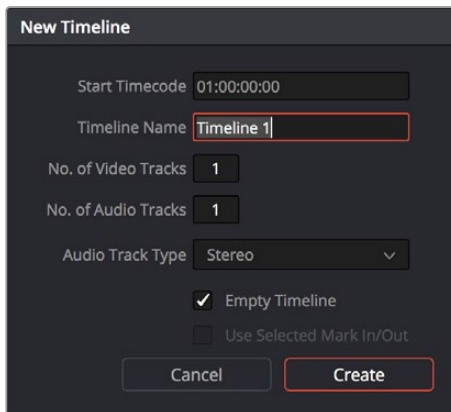 New Timeline
Start Timecode 01:00:00:00
Timeline Name Timeline 1
No. of Video Tracks 1
No. of Audio Tracks 1
Audio Track Type Stereo
Empty Timeline
Use Selected Mark In/Out
Cancel Create